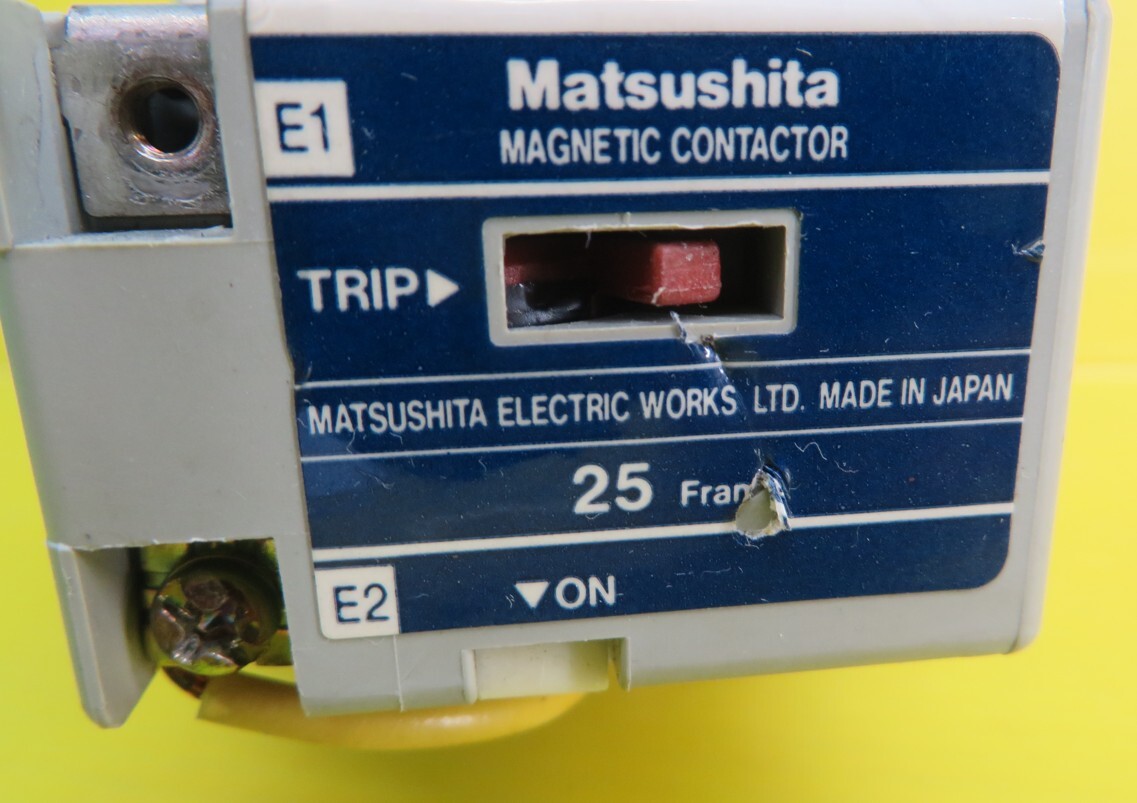 Matsushita
E1
MAGNETIC CONTACTOR
TRIP▶
MATSUSHITA ELECTRIC WORKS LTD. MADE IN JAPAN
25
E2
▼ON